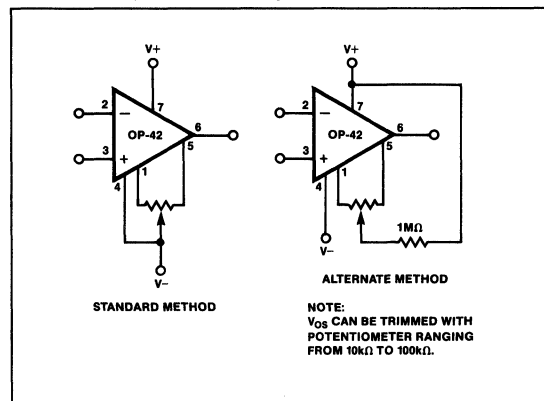 V+
2
−
7
OP-42
6
3
+
5
4
1
V−
STANDARD METHOD
V+
2
−
7
OP-42
6
3
+
5
4
1
1MΩ
V−
ALTERNATE METHOD
NOTE:
VOS CAN BE TRIMMED WITH
POTENTIOMETER RANGING
FROM 10kΩ TO 100kΩ.